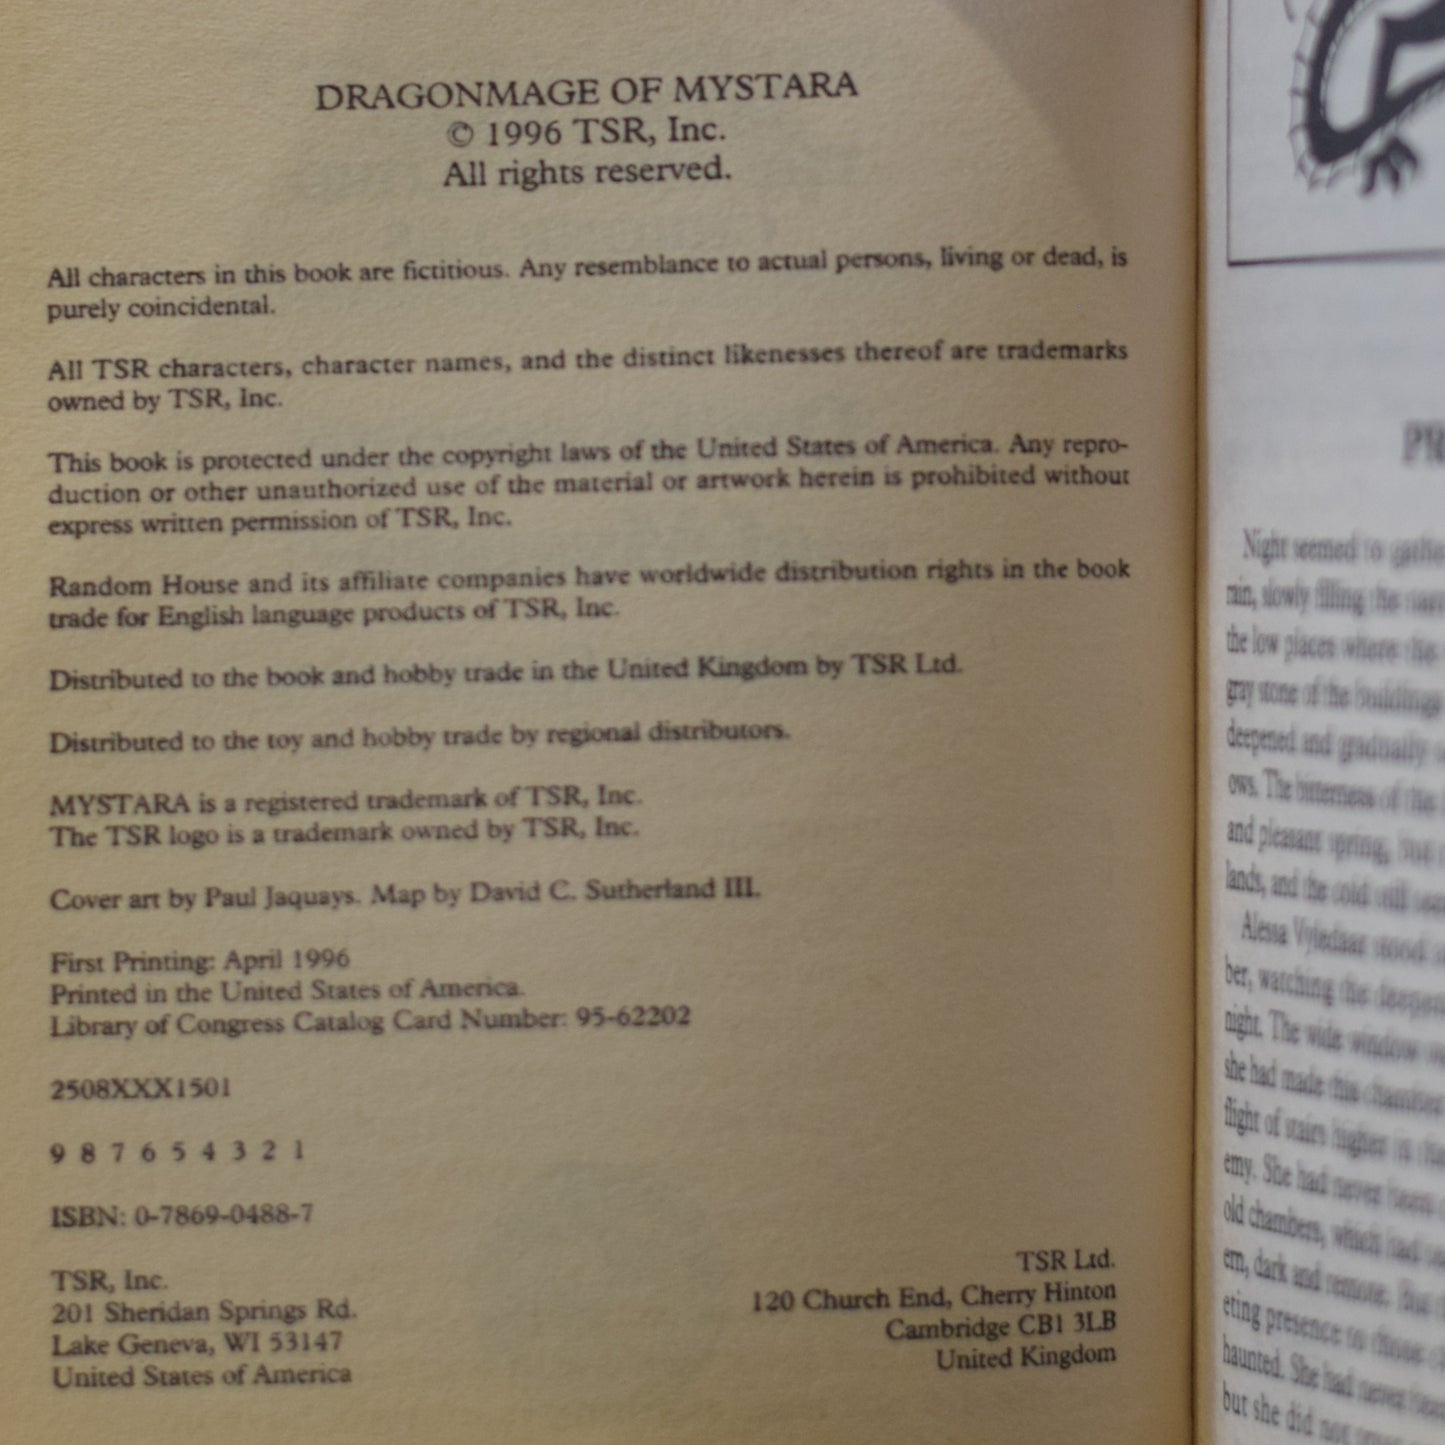 DRAGONMAGE OF MYSTARA
© 1996 TSR, Inc.
All rights reserved.
All characters in this book are fictitious. Any resemblance to actual persons, living or dead, is
purely coincidental.
All TSR characters, character names, and the distinct likenesses thereof are trademarks
owned by TSR, Inc.
This book is protected under the copyright laws of the United States of America. Any repro-
duction or other unauthorized use of the material or artwork herein is prohibited without
express written permission of TSR, Inc.
Random House and its affiliate companies have worldwide distribution rights in the book
trade for English language products of TSR, Inc.
Distributed to the book and hobby trade in the United Kingdom by TSR Ltd.
Distributed to the toy and hobby trade by regional distributors.
MYSTARA is a registered trademark of TSR, Inc.
The TSR logo is a trademark owned by TSR, Inc.
Cover art by Paul Jaquays. Map by David C. Sutherland III.
First Printing: April 1996
Printed in the United States of America.
Library of Congress Catalog Card Number: 95-62202
2508XXX1501
9 8 7 6 5 4 3 2 1
ISBN: 0-7869-0488-7
TSR, Inc.
201 Sheridan Springs Rd.
Lake Geneva, WI 53147
United States of America
TSR Ltd.
120 Church End, Cherry Hinton
Cambridge CB1 3LB
United Kingdom
Night seemed to
rain, slowly filling the
the low places where the
gray stone of the buildings
deepened and gradually
ows. The bitterness of the
and pleasant spring,
lands, and the cold still
Alessa Vyledaar stood
ber, watching the
night. The wide window
she had made this chamber
flight of stairs higher in
emy. She had never been
old chambers, which had
ern, dark and remote. But
eting presence to those
haunted. She had never
but she did not